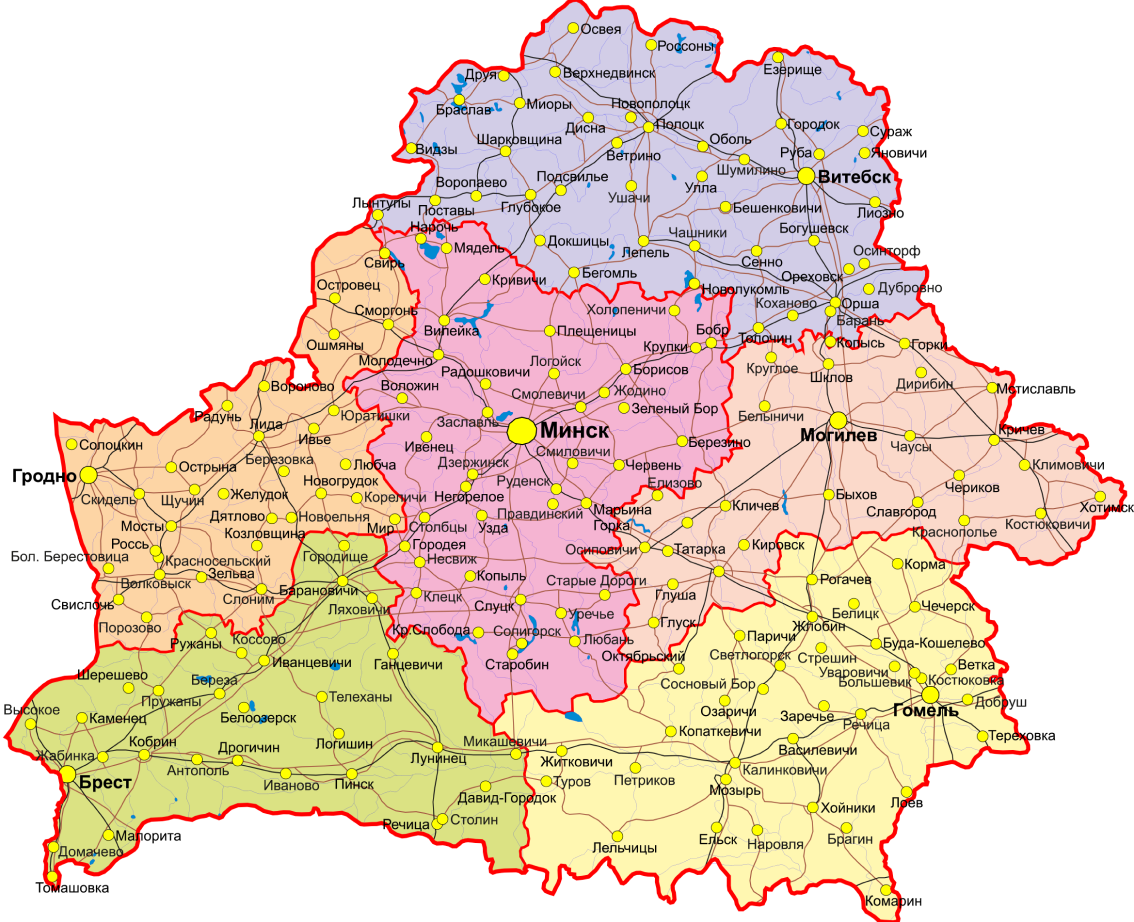 Освея
Россоны
Езерище
Друя
Верхнедвинск
Браслав
Миоры
Новополоцк
Дисна
Полоцк
Городок
Сураж
Шарковщина
Оболь
Видзы
Ветрино
Руба
Яновичи
Шумилино
Витебск
Подсвилье
Воропаево
Улла
Ушачи
Лынтупы
Поставы
Глубокое
Бешенковичи
Лиозно
Нарочь
Чашники
Богушевск
Мядель
Докшицы
Лепель
Сенно
Осинторф
Свирь
Кривичи
Бегомль
Ореховск
Островец
Новолукомль
Дубровно
Коханово
Орша
Сморгонь
Холопеничи
Барань
Вилейка
Плещеницы
Бобр
Толочин
Ошмяны
Крупки
Копысь
Горки
Молодечно
Логойск
Радошковичи
Борисов
Круглое
Шклов
Дирибин
Вороново
Воложин
Смолевичи
Жодино
Мстиславль
Радунь
Юратишки
Зеленый Бор
Белыничи
Лида
Заславль
Минск
Могилев
Кричев
Солоцкин
Ивье
Ивенец
Березино
Чаусы
Смиловичи
Березовка
Любча
Дзержинск
Червень
Климовичи
Гродно
Острына
Новогрудок
Руденск
Елизово
Чериков
Скидель
Щучин
Желудок
Кореличи
Негорелое
Быхов
Хотимск
Правдинский
Марьина
Горка
Кличев
Славгород
Мосты
Дятлово
Новоельня
Мир
Столбцы
Узда
Краснополье
Костюковичи
Козловщина
Россь
Бол. Берестовица
Красносельский
Городище
Городея
Осиповичи
Татарка
Кировск
Несвиж
Волковыск
Зельва
Барановичи
Копыль
Старые Дороги
Рогачев
Корма
Свислочь
Слоним
Ляховичи
Клецк
Слуцк
Глуша
Белицк
Чечерск
Порозово
Уречье
Глуск
Жлобин
Ружаны
Коссово
Кр.Слобода
Солигорск
Любань
Паричи
Буда-Кошелево
Иванцевичи
Ганцевичи
Старобин
Октябрьский
Светлогорск
Стрешин
Шерешево
Береза
Уваровичи
Ветка
Большевик
Костюковка
Пружаны
Телеханы
Сосновый Бор
Высокое
Каменец
Белоозерск
Озаричи
Заречье
Гомель
Добруш
Речица
Кобрин
Дрогичин
Логишин
Микашевичи
Копаткевичи
Тереховка
Жабинка
Лунинец
Житковичи
Василевичи
Антополь
Калинковичи
Брест
Иваново
Пинск
Туров
Петриков
Мозырь
Давид-Городок
Хойники
Лоев
Речица
Столин
Малорита
Ельск
Наровля
Брагин
Доманево
Лельчицы
Томашовка
Комарин